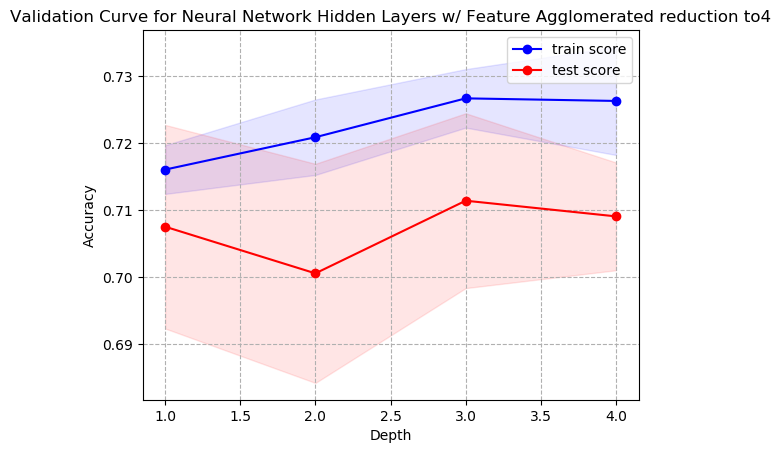 Validation Curve for Neural Network Hidden Layers w/ Feature Agglomerated reduction to4
train score
test score
0.73
0.72
0.71
0.70
0.69
Accuracy
1.0 1.5 2.0 2.5 3.0 3.5 4.0
Depth